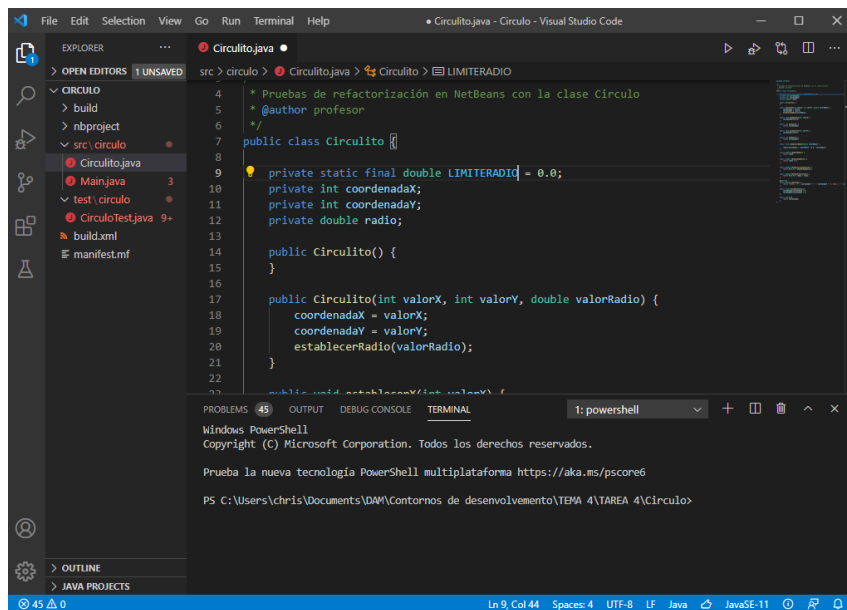 File Edit Selection View Go Run Terminal Help
● Circulito.java - Circulo - Visual Studio Code
EXPLORER
OPEN EDITORS 1 UNSAVED
CIRCULO
build
nbproject
src\circulo
Circulito.java
Main.java 3
test\circulo
CirculoTest.java 9+
build.xml
manifest.mf
OUTLINE
JAVA PROJECTS
1
Circulito.java ●
src > circulo > Circulito.java > Circulito > LIMITERADIO
4 * Pruebas de refactorización en NetBeans con la clase Circulo
5 * @author profesor
6 */
7 public class Circulito {
8
9 private static final double LIMITERADIO = 0.0;
10 private int coordenadaX;
11 private int coordenadaY;
12 private double radio;
13
14 public Circulito() {
15 }
16
17 public Circulito(int valorX, int valorY, double valorRadio) {
18 coordenadaX = valorX;
19 coordenadaY = valorY;
20 establecerRadio(valorRadio);
21 }
22
23 public void establecerX(int valorX) {
PROBLEMS 45 OUTPUT DEBUG CONSOLE TERMINAL 1: powershell
Windows PowerShell
Copyright (C) Microsoft Corporation. Todos los derechos reservados.
Prueba la nueva tecnología PowerShell multiplataforma https://aka.ms/pscore6
PS C:\Users\chris\Documents\DAM\Contornos de desenvolvemento\TEMA 4\TAREA 4\Circulo>
45 0 Ln 9, Col 44 Spaces: 4 UTF-8 LF Java JavaSE-11